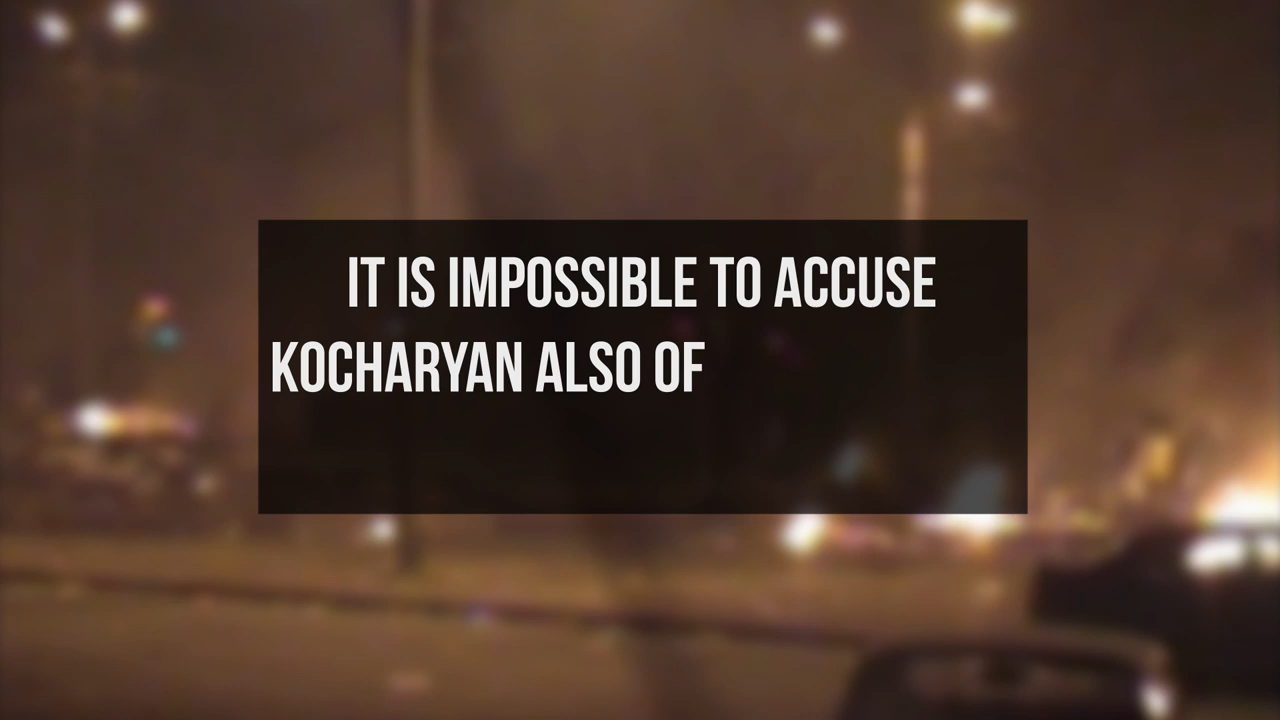 IT IS IMPOSSIBLE TO ACCUSE
KOCHARYAN ALSO OF